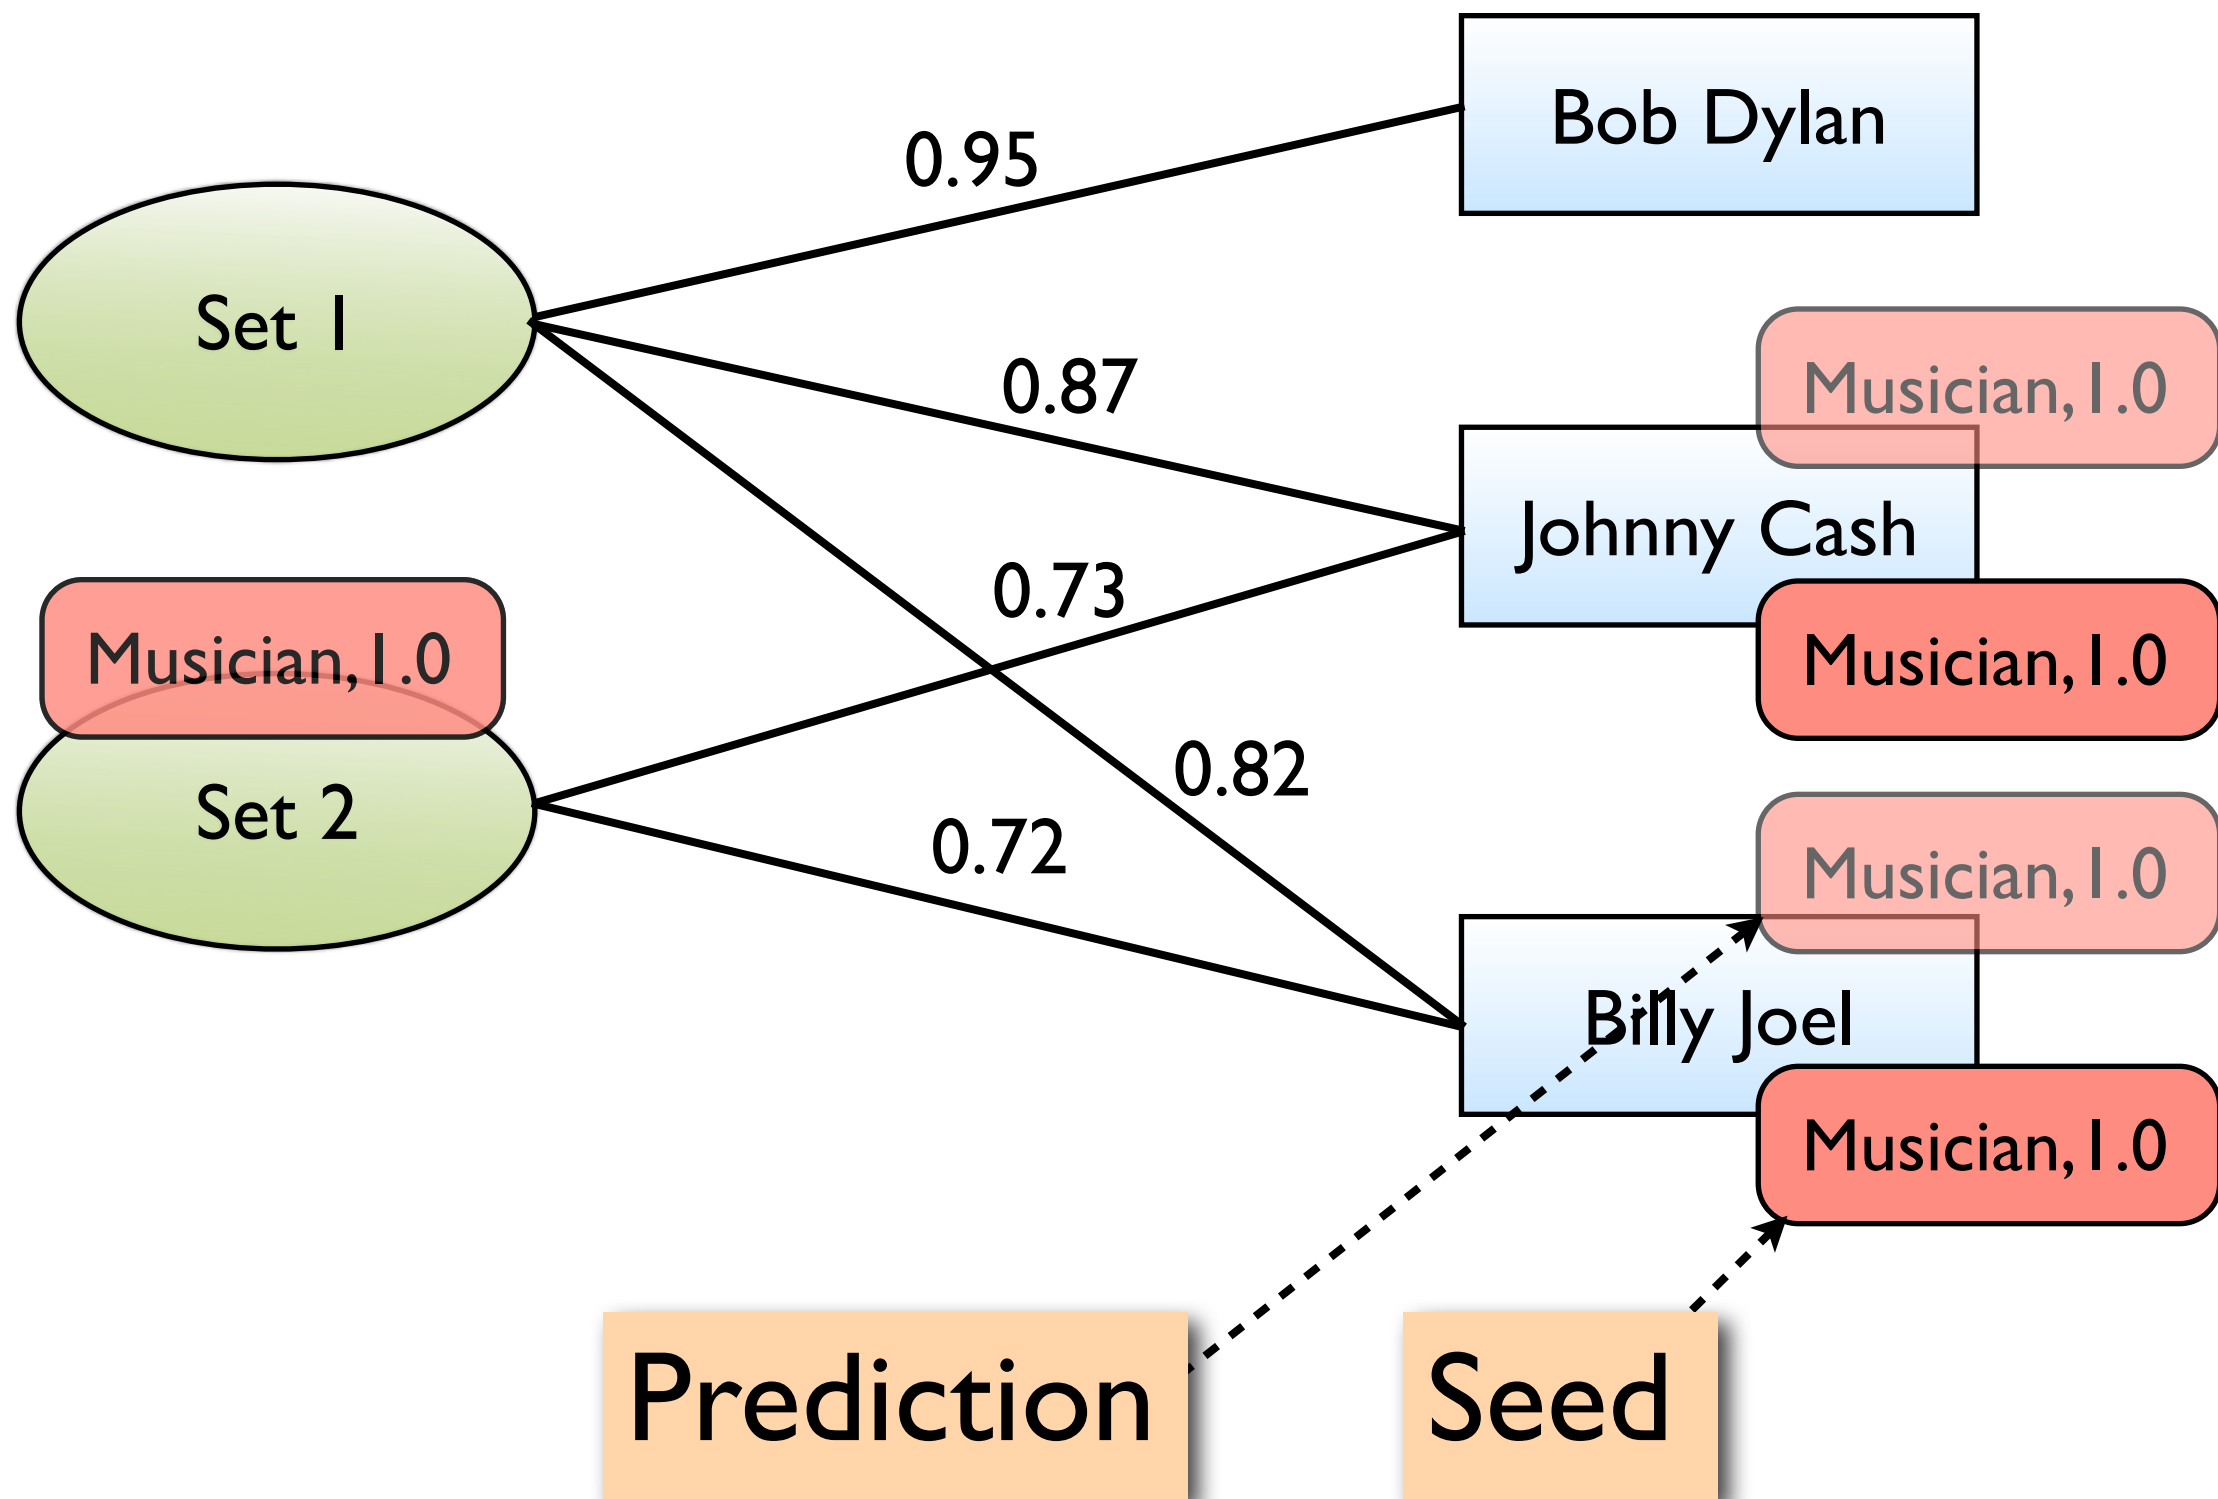 Bob Dylan
0.95
Set 1
0.87
Musician,1.0
Johnny Cash
0.73
Musician,1.0
Musician,1.0
0.82
Set 2
0.72
Musician,1.0
Billy Joel
Musician,1.0
Prediction
Seed